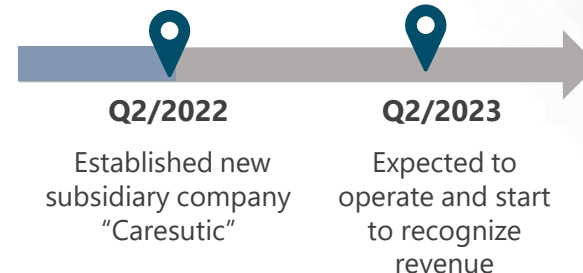 Q2/2022
Established new
subsidiary company
“Caresutic”
Q2/2023
Expected to
operate and start
to recognize
revenue